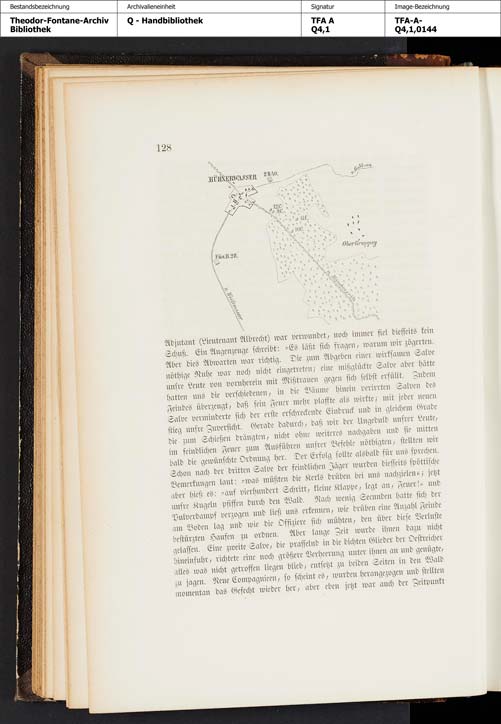 Bestandsbezeichnung
Archivalieneinheit
Signatur
Image-Bezeichnung
Theodor-Fontane-Archiv
Bibliothek
Q - Handbibliothek
TFA A
Q4,1
TFA-A-
Q4,1,0144
128
HÜHNERWASSER
Füs.B.28.
Ober Gruppay
Adjutant (Lieutenant Albrecht) war verwundet, noch immer fiel diesseits kein
Schuß. Ein Augenzeuge schreibt: »Es läßt sich fragen, warum wir zögerten.
Aber dies Abwarten war richtig. Die zum Abgeben einer wirksamen Salve
nöthige Ruhe war noch nicht eingetreten; eine mißglückte Salve aber hätte
unsre Leute von vornherein mit Mißtrauen gegen sich selbst erfüllt. Zudem
hatten uns die verschiedenen, in die Bäume hinein verirrten Salven des
Feindes überzeugt, daß sein Feuer mehr plaffte als wirkte; mit jeder neuen
Salve verminderte sich der erste erschreckende Eindruck und in gleichem Grade
stieg unsre Zuversicht. Gerade dadurch, daß wir der Ungeduld unsrer Leute,
die zum Schießen drängten, nicht ohne weiteres nachgaben und sie mitten
im feindlichen Feuer zum Ausführen unsrer Befehle nöthigten, stellten wir
bald die gewünschte Ordnung her. Der Erfolg sollte alsbald für uns sprechen.
Schon nach der dritten Salve der feindlichen Jäger wurden diesseits spöttische
Bemerkungen laut: »was müßten die Kerls drüben bei uns nachzielen«; jetzt
aber hieß es: »auf vierhundert Schritt, kleine Klappe, legt an, Feuer!« und
unsre Kugeln pfiffen durch den Wald. Nach wenig Secunden hatte sich der
Pulverdampf verzogen und ließ uns erkennen, wie drüben eine Anzahl Feinde
am Boden lag und wie die Offiziere sich mühten, den über diese Verluste
bestürzten Haufen zu ordnen. Aber lange Zeit wurde ihnen dazu nicht
gelassen. Eine zweite Salve, die prasselnd in die dichten Glieder der Oestreicher
hineinfuhr, richtete eine noch größere Verheerung unter ihnen an und genügte,
alles was nicht getroffen liegen blieb, entsetzt zu beiden Seiten in den Wald
zu jagen. Neue Compagnieen, so scheint es, wurden herangezogen und stellten
momentan das Gefecht wieder her, aber eben jetzt war auch der Zeitpunkt